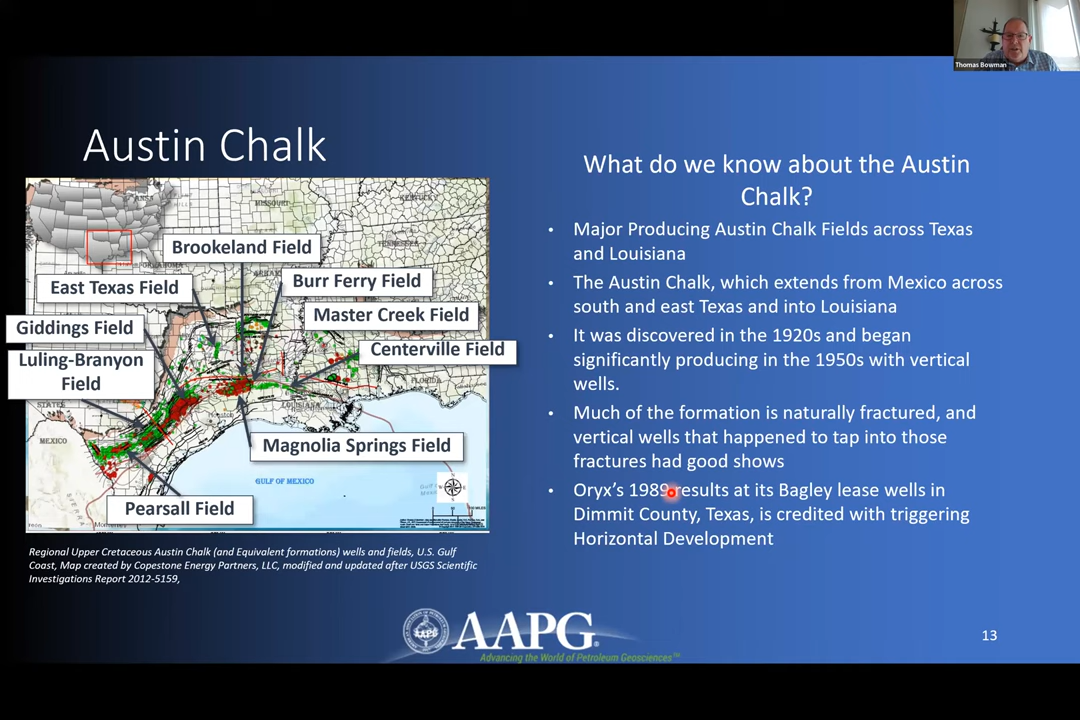 Thomas Bowman
Austin Chalk
Brookeland Field
East Texas Field
Burr Ferry Field
Master Creek Field
Giddings Field
Centerville Field
Luling-Branyon
Field
Magnolia Springs Field
Pearsall Field
MISSOURI
KENTUCKY
TENNESSEE
FLORIDA
MEXICO
GULF OF MEXICO
Regional Upper Cretaceous Austin Chalk (and Equivalent formations) wells and fields, U.S. Gulf
Coast, Map created by Copestone Energy Partners, LLC, modified and updated after USGS Scientific
Investigations Report 2012-5159,
What do we know about the Austin
Chalk?
• Major Producing Austin Chalk Fields across Texas
and Louisiana
• The Austin Chalk, which extends from Mexico across
south and east Texas and into Louisiana
• It was discovered in the 1920s and began
significantly producing in the 1950s with vertical
wells.
• Much of the formation is naturally fractured, and
vertical wells that happened to tap into those
fractures had good shows
• Oryx's 1989 results at its Bagley lease wells in
Dimmit County, Texas, is credited with triggering
Horizontal Development
AAPG
Advancing the World of Petroleum Geosciences™
13